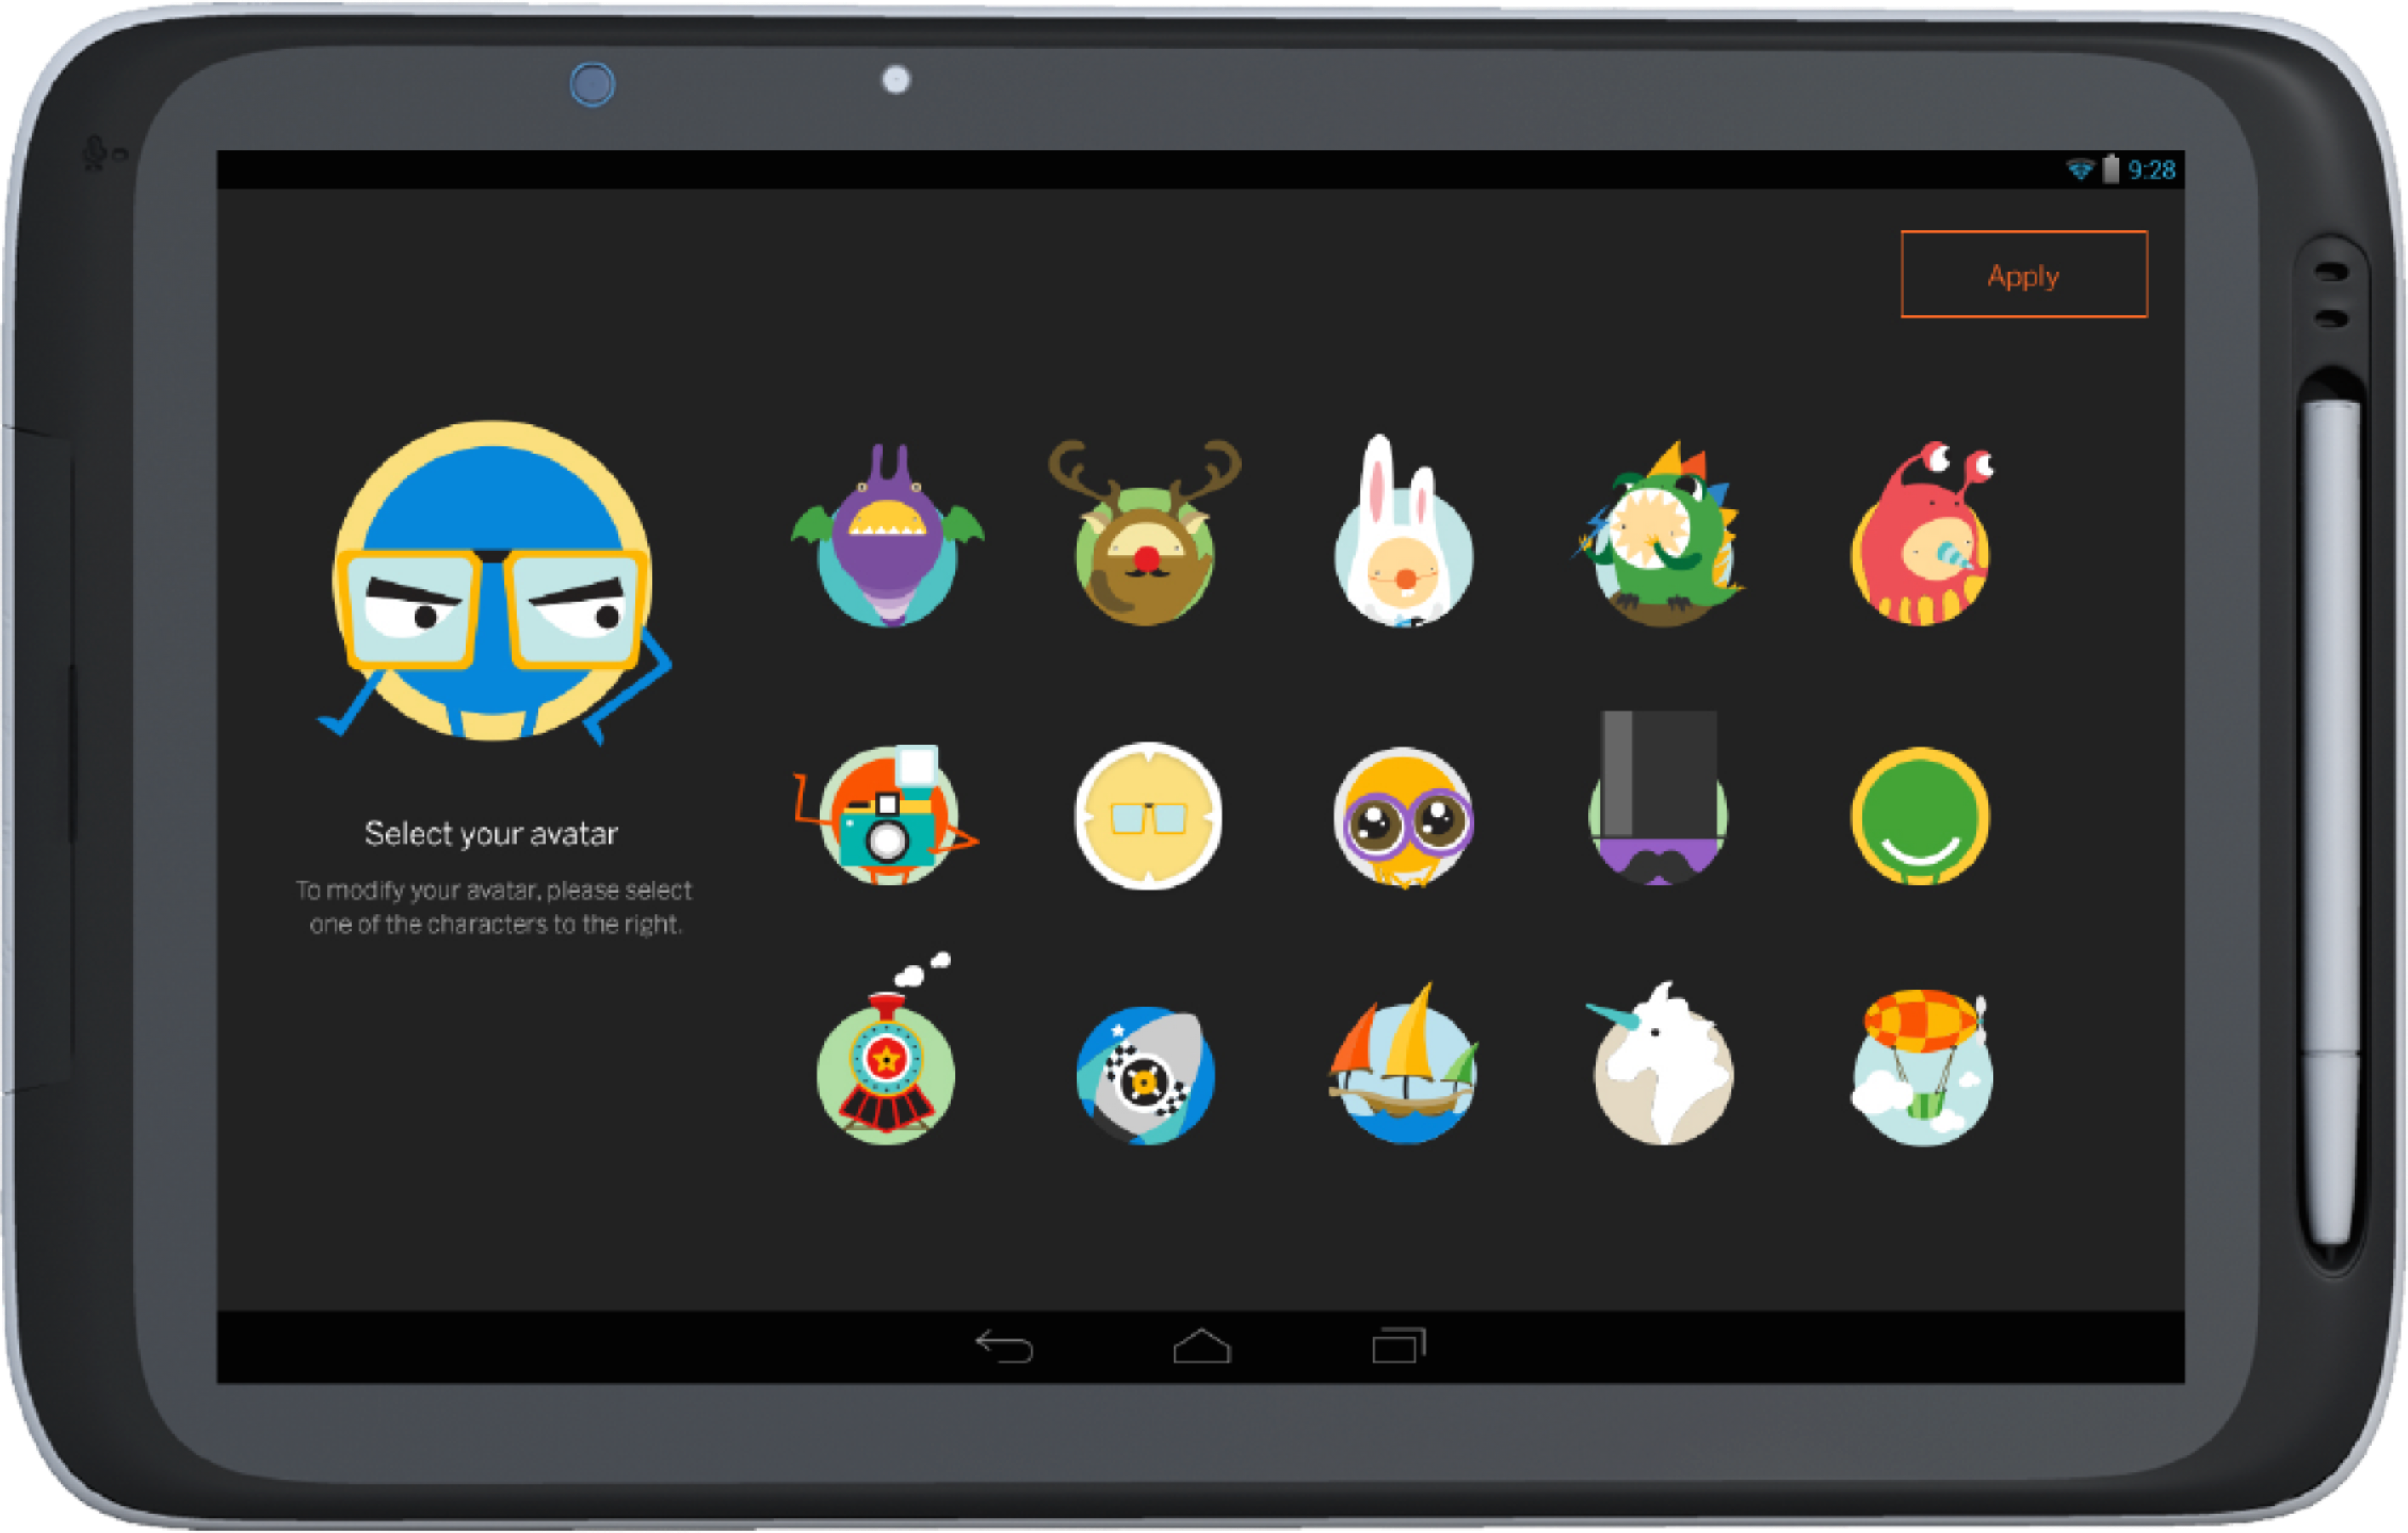 9:28
Apply
Select your avatar
To modify your avatar, please select
one of the characters to the right.